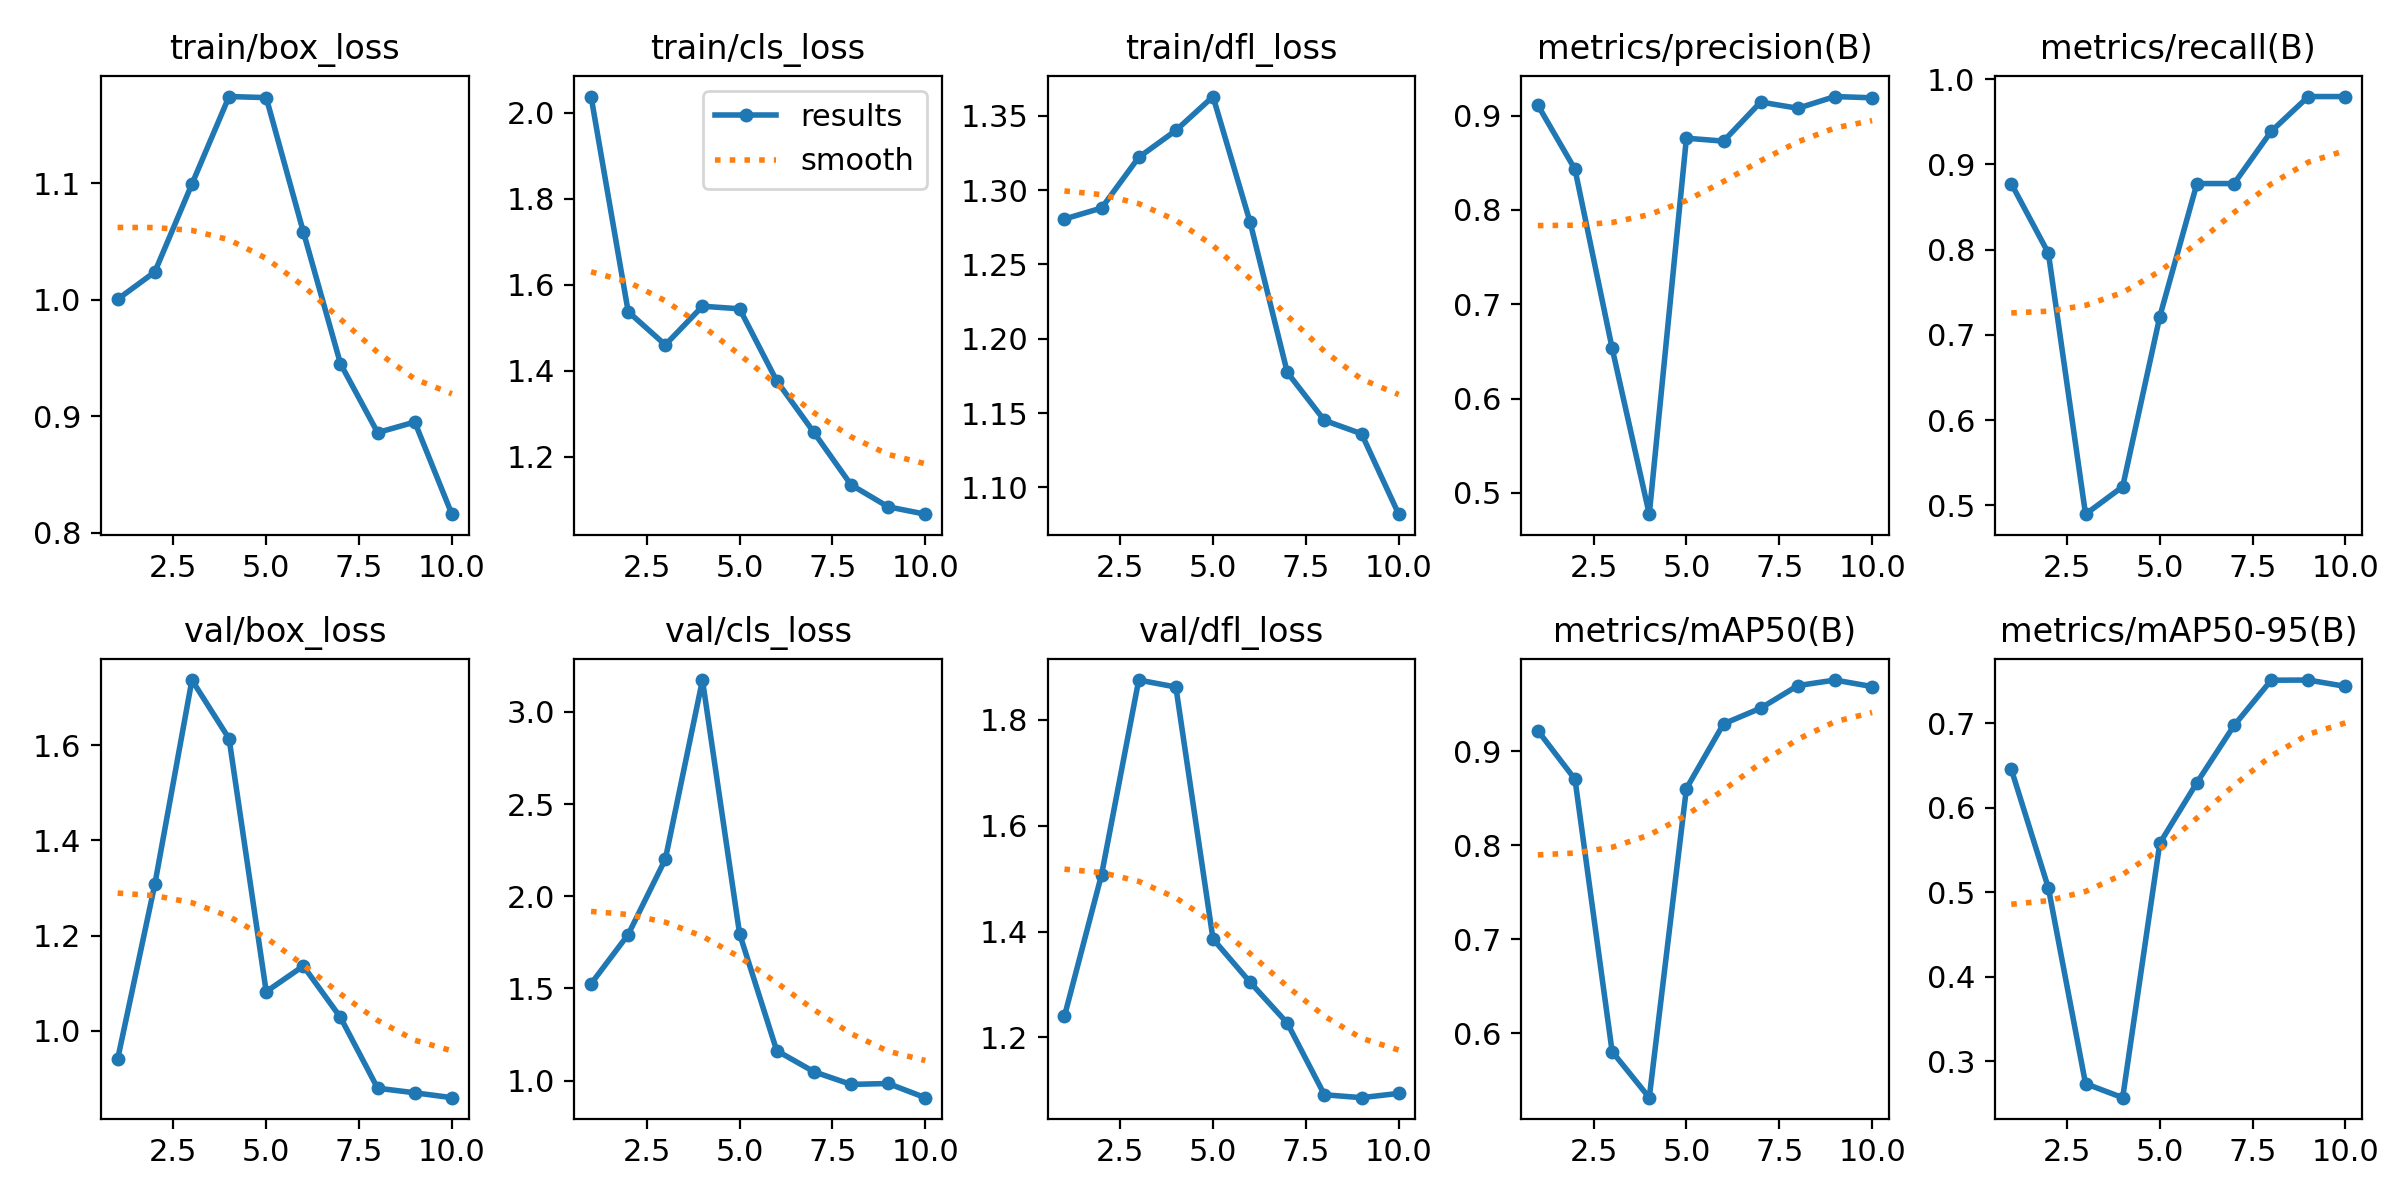 train/box_loss
train/cls_loss
train/dfl_loss
metrics/precision(B)
metrics/recall(B)
1.1
1.0
0.9
0.8
2.5 5.0 7.5 10.0
2.0
1.8
1.6
1.4
1.2
results
smooth
2.5 5.0 7.5 10.0
1.35
1.30
1.25
1.20
1.15
1.10
2.5 5.0 7.5 10.0
0.9
0.8
0.7
0.6
0.5
2.5 5.0 7.5 10.0
1.0
0.9
0.8
0.7
0.6
0.5
2.5 5.0 7.5 10.0
val/box_loss
val/cls_loss
val/dfl_loss
metrics/mAP50(B)
metrics/mAP50-95(B)
1.6
1.4
1.2
1.0
2.5 5.0 7.5 10.0
3.0
2.5
2.0
1.5
1.0
2.5 5.0 7.5 10.0
1.8
1.6
1.4
1.2
2.5 5.0 7.5 10.0
0.9
0.8
0.7
0.6
2.5 5.0 7.5 10.0
0.7
0.6
0.5
0.4
0.3
2.5 5.0 7.5 10.0